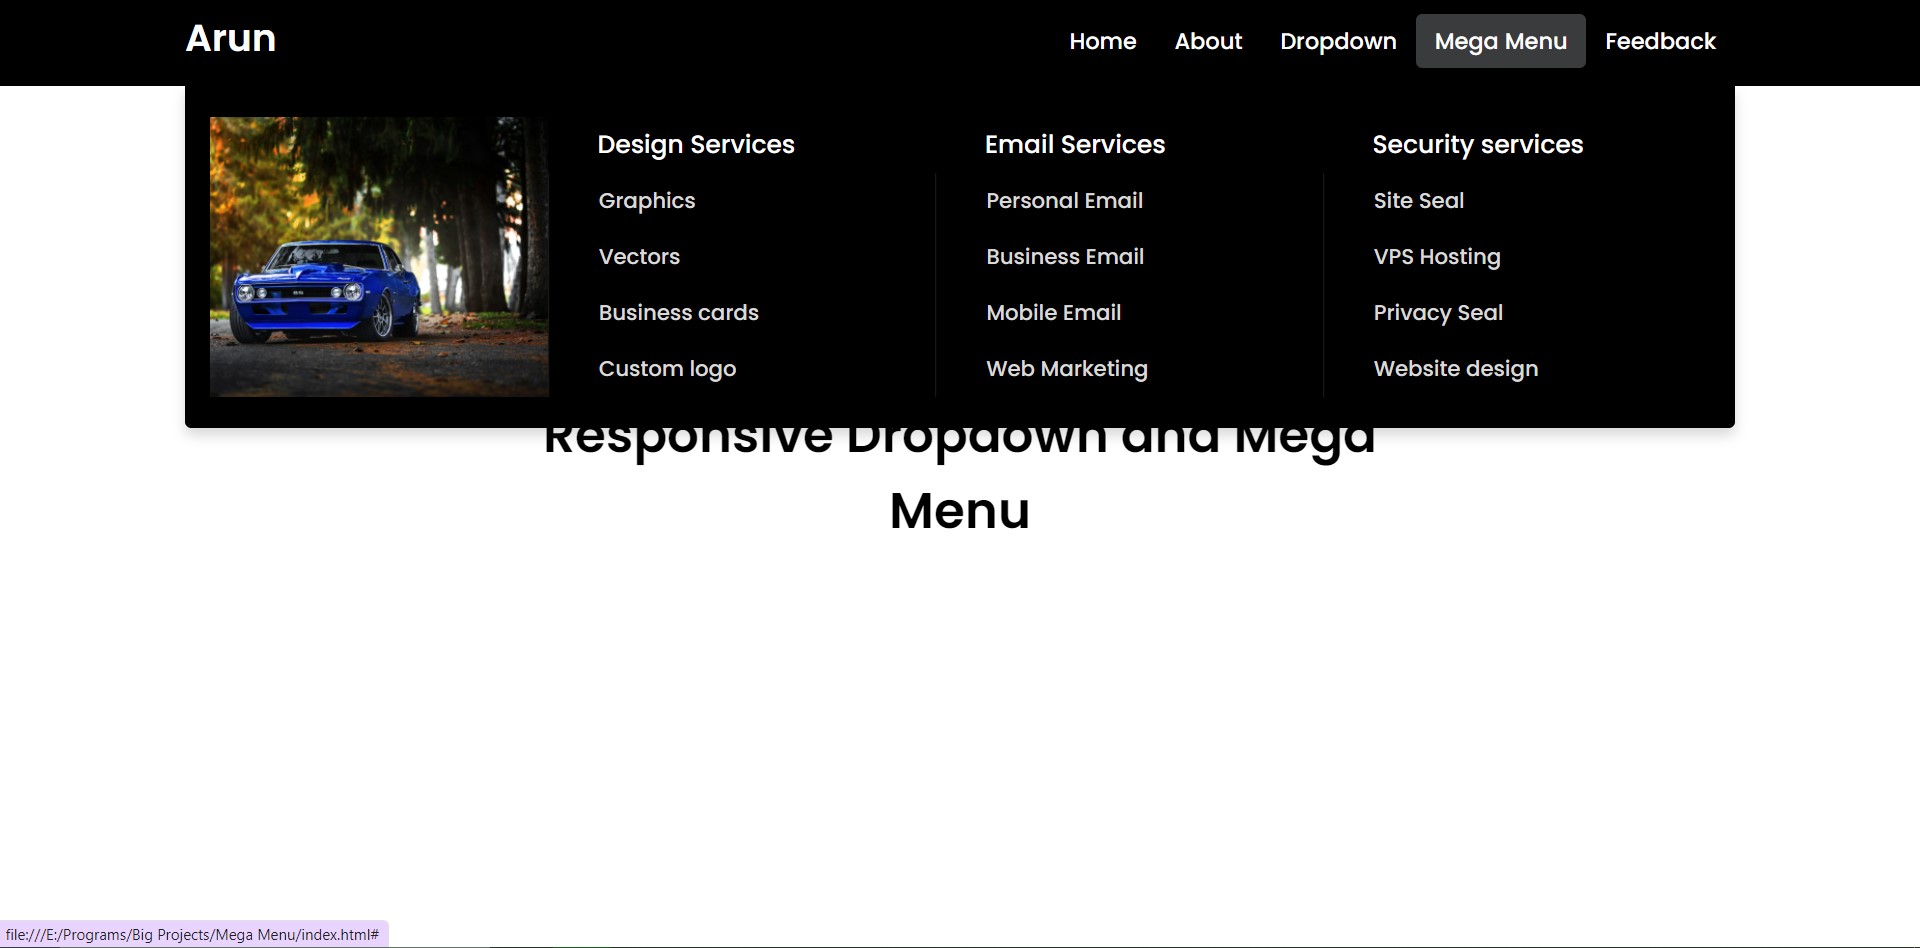 Arun
Home About Dropdown Mega Menu Feedback
Design Services
Graphics
Vectors
Business cards
Custom logo
Email Services
Personal Email
Business Email
Mobile Email
Web Marketing
Security services
Site Seal
VPS Hosting
Privacy Seal
Website design
Responsive Dropdown and Mega
Menu
file:///E:/Programs/Big Projects/Mega Menu/index.html#